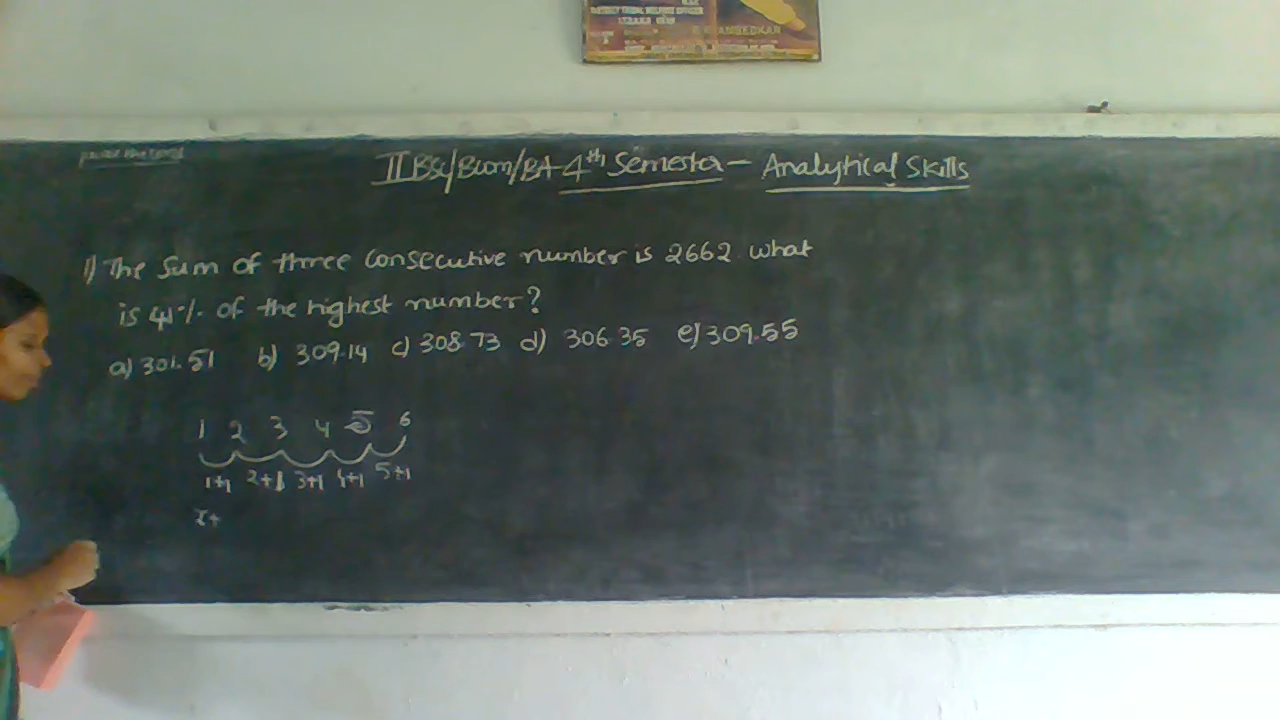 II BSc/Bcom/BA-4th Semester- Analytical Skills
1) The sum of three consecutive number is 2662. what
is 41% of the highest number?
a) 301.51 b) 309.14 c) 308.73 d) 306.35 e) 309.55
1 2 3 4 5 6
1+1 2+1 3+1 4+1 5+1
x+